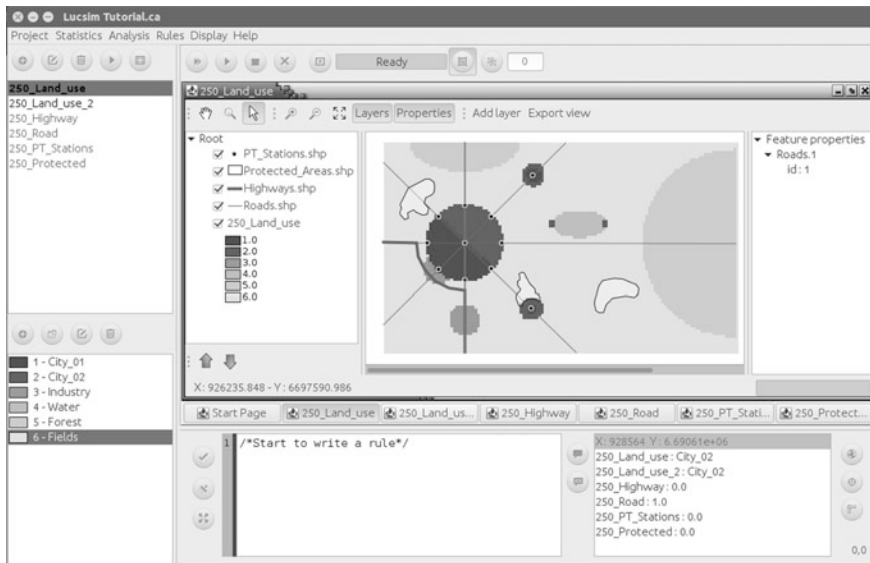 Lucsim Tutorial.ca
Project Statistics Analysis Rules Display Help
Ready
0
250_Land_use
250_Land_use_2
250_Highway
250_Road
250_PT_Stations
250_Protected
250_Land_use
Layers Properties Add layer Export view
Root
PT_Stations.shp
Protected_Areas.shp
Highways.shp
Roads.shp
250_Land_use
1.0
2.0
3.0
4.0
5.0
6.0
Feature properties
Roads.1
id : 1
X: 926235.848 - Y : 6697590.986
Start Page 250_Land_use 250_Land_us... 250_Highway 250_Road 250_PT_Stati... 250_Protect...
1 - City_01
2 - City_02
3 - Industry
4 - Water
5 - Forest
6 - Fields
1 /*Start to write a rule*/
X: 928564 Y : 6.69061e+06
250_Land_use : City_02
250_Land_use_2 : City_02
250_Highway : 0.0
250_Road : 1.0
250_PT_Stations : 0.0
250_Protected : 0.0
0,0